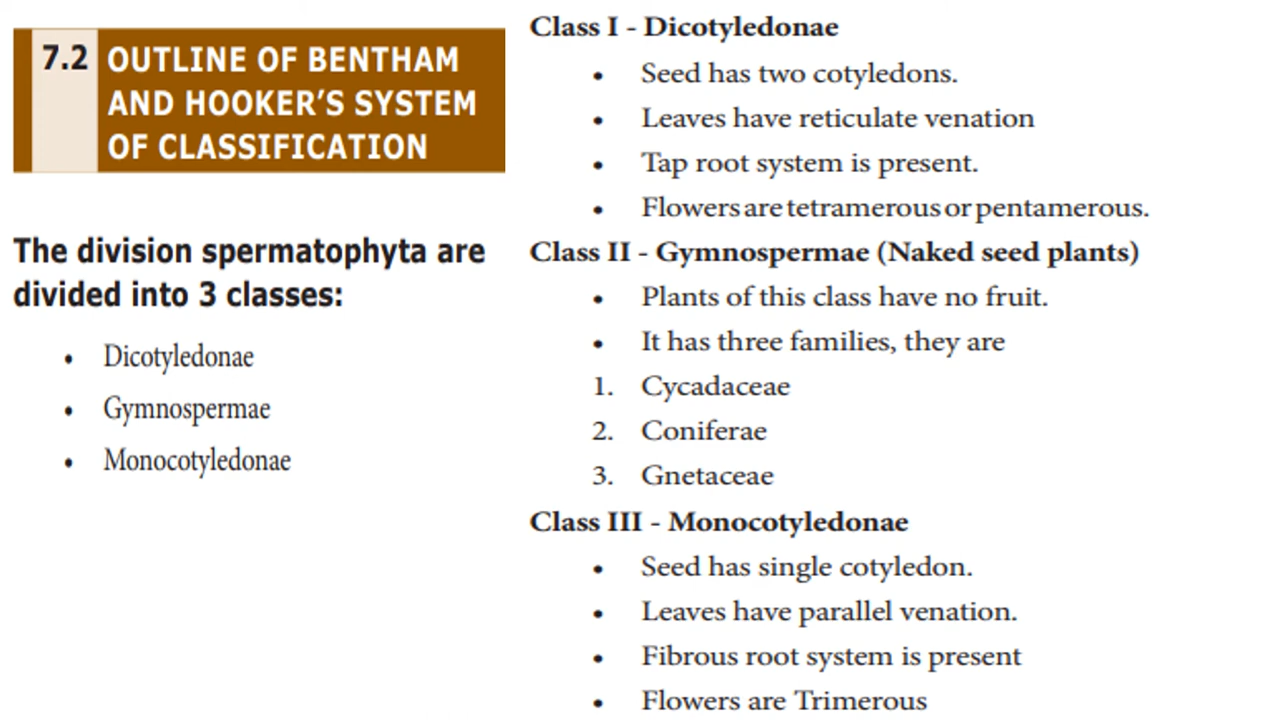 7.2 OUTLINE OF BENTHAM
AND HOOKER'S SYSTEM
OF CLASSIFICATION
The division spermatophyta are
divided into 3 classes:
• Dicotyledonae
• Gymnospermae
• Monocotyledonae
Class I - Dicotyledonae
• Seed has two cotyledons.
• Leaves have reticulate venation
• Tap root system is present.
• Flowers are tetramerous or pentamerous.
Class II - Gymnospermae (Naked seed plants)
• Plants of this class have no fruit.
• It has three families, they are
1. Cycadaceae
2. Coniferae
3. Gnetaceae
Class III - Monocotyledonae
• Seed has single cotyledon.
• Leaves have parallel venation.
• Fibrous root system is present
• Flowers are Trimerous